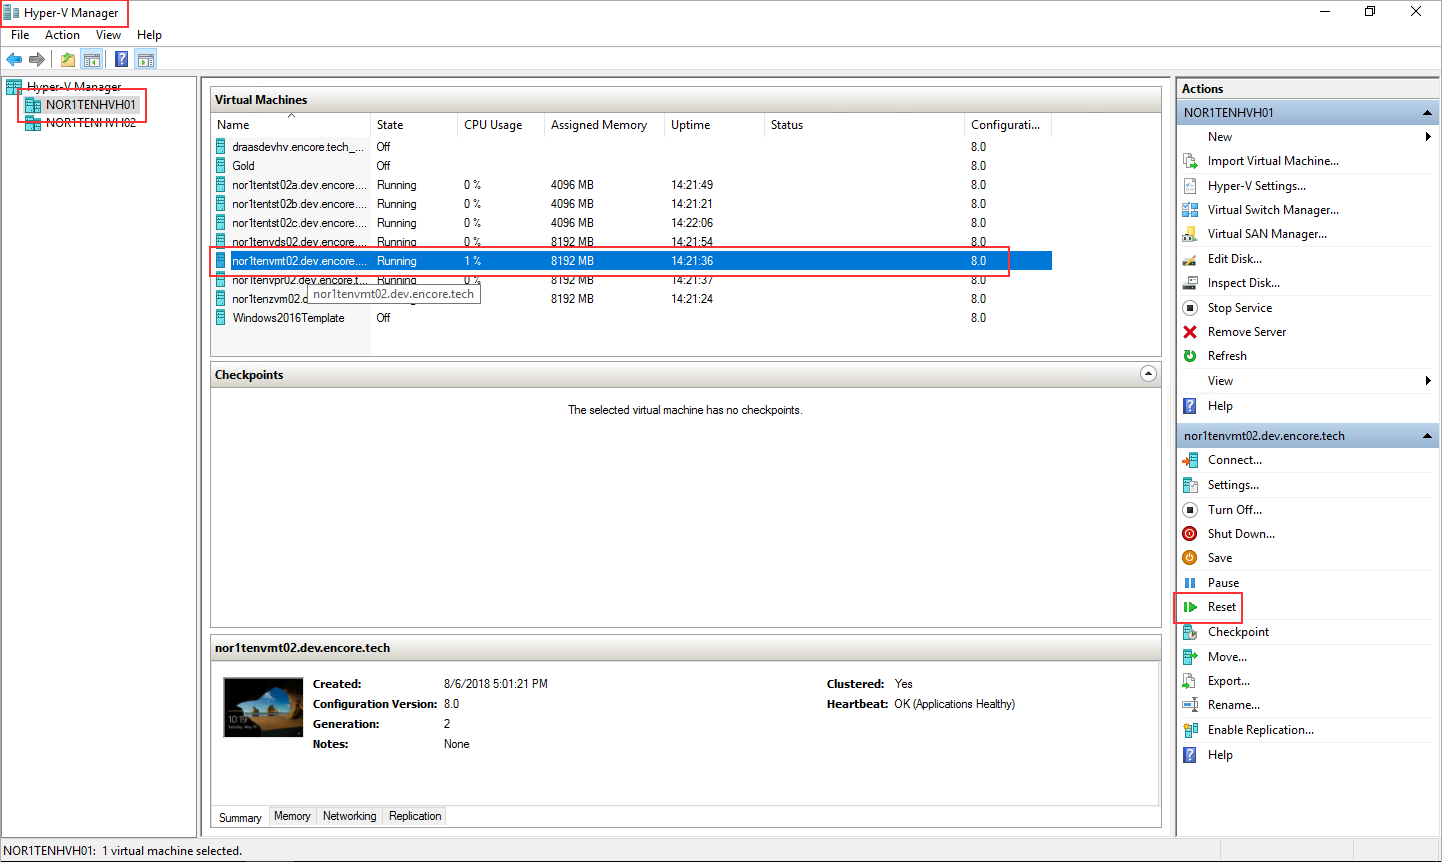 Hyper-V Manager
File Action View Help
Hyper-V Manager
NOR1TENHVH01
NOR1TENHVH02
Virtual Machines
Name State CPU Usage Assigned Memory Uptime Status Configurati...
draasdevhv.encore.tech_... Off 8.0
Gold Off 8.0
nor1tentst02a.dev.encore.... Running 0 % 4096 MB 14:21:49 8.0
nor1tentst02b.dev.encore.... Running 0 % 4096 MB 14:21:21 8.0
nor1tentst02c.dev.encore.... Running 0 % 4096 MB 14:22:06 8.0
nor1tenvds02.dev.encore.... Running 0 % 8192 MB 14:21:54 8.0
nor1tenvmt02.dev.encore.... Running 1 % 8192 MB 14:21:36 8.0
nor1tenvpr02.dev.encore.t... Running 0 % 8192 MB 14:21:37 8.0
nor1tenvmt02.dev.encore.tech
nor1tenzvm02.d 8192 MB 14:21:24 8.0
Windows2016Template Off 8.0
Checkpoints
The selected virtual machine has no checkpoints.
nor1tenvmt02.dev.encore.tech
10:19
Created: 8/6/2018 5:01:21 PM Clustered: Yes
Configuration Version: 8.0 Heartbeat: OK (Applications Healthy)
Generation: 2
Notes: None
Summary Memory Networking Replication
Actions
NOR1TENHVH01
New
Import Virtual Machine...
Hyper-V Settings...
Virtual Switch Manager...
Virtual SAN Manager...
Edit Disk...
Inspect Disk...
Stop Service
Remove Server
Refresh
View
Help
nor1tenvmt02.dev.encore.tech
Connect...
Settings...
Turn Off...
Shut Down...
Save
Pause
Reset
Checkpoint
Move...
Export...
Rename...
Enable Replication...
Help
NOR1TENHVH01: 1 virtual machine selected.